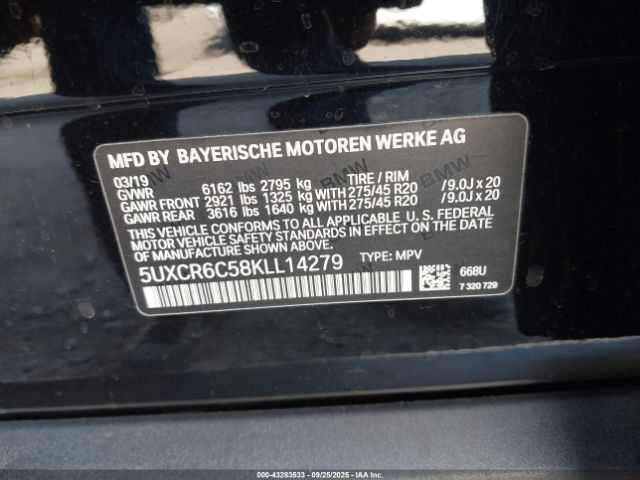 MFD BY BAYERISCHE MOTOREN WERKE AG
03/19
GVWR 6162 lbs 2795 kg TIRE / RIM
GAWR FRONT 2921 lbs 1325 kg WITH 275/45 R20 /9.0J x 20
GAWR REAR 3616 lbs 1640 kg WITH 275/45 R20 /9.0J x 20
THIS VEHICLE CONFORMS TO ALL APPLICABLE U. S. FEDERAL
MOTOR VEHICLE SAFETY STANDARDS IN EFFECT ON THE DATE
OF MANUFACTURE SHOWN ABOVE.
5UXCR6C58KLL14279 TYPE: MPV
668U
7 320 729
000-43283533 - 09/25/2025 - IAAI.COM